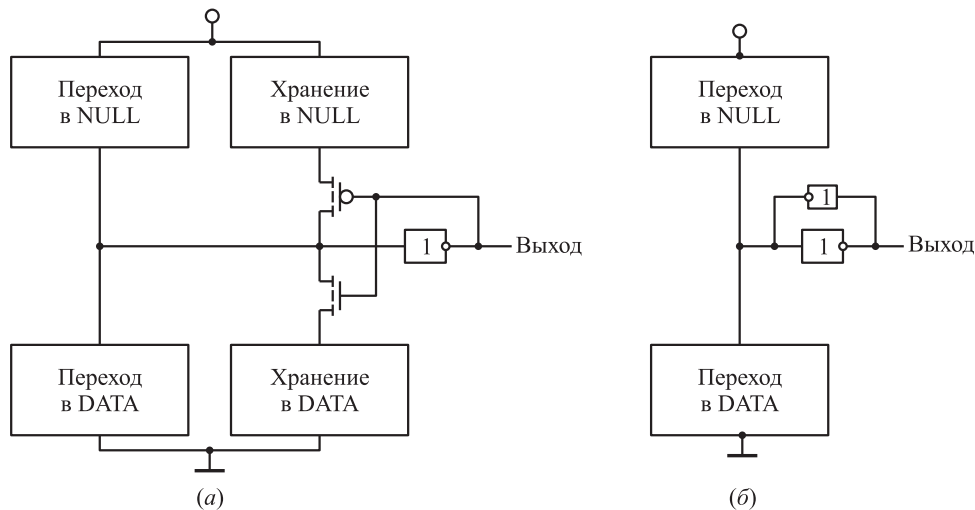 Переход
в NULL
Хранение
в NULL
1
Выход
Переход
в DATA
Хранение
в DATA
(а)
Переход
в NULL
1
1
Выход
Переход
в DATA
(б)